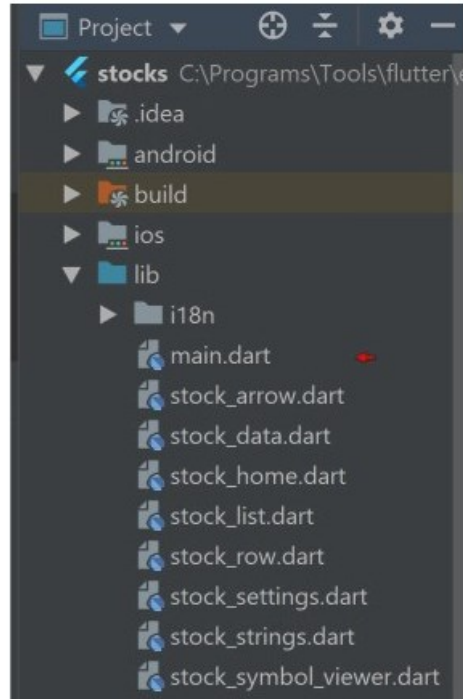 Project
stocks C:\Programs\Tools\flutter\
.idea
android
build
ios
lib
i18n
main.dart
stock_arrow.dart
stock_data.dart
stock_home.dart
stock_list.dart
stock_row.dart
stock_settings.dart
stock_strings.dart
stock_symbol_viewer.dart